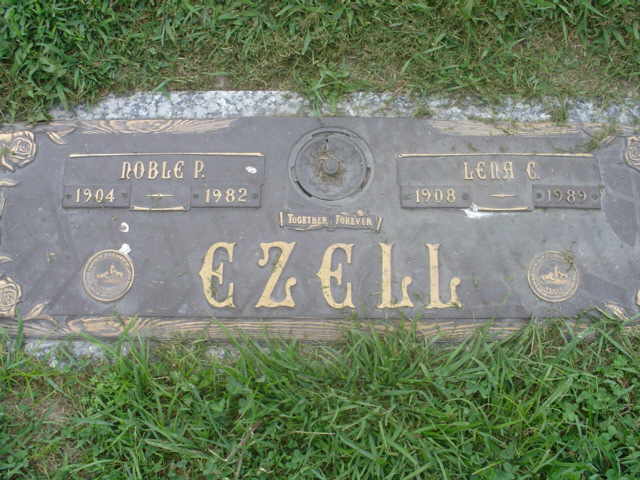 NOBLE P.
1904 1982
LENA E.
1908 1989
TOGETHER FOREVER
EZELL